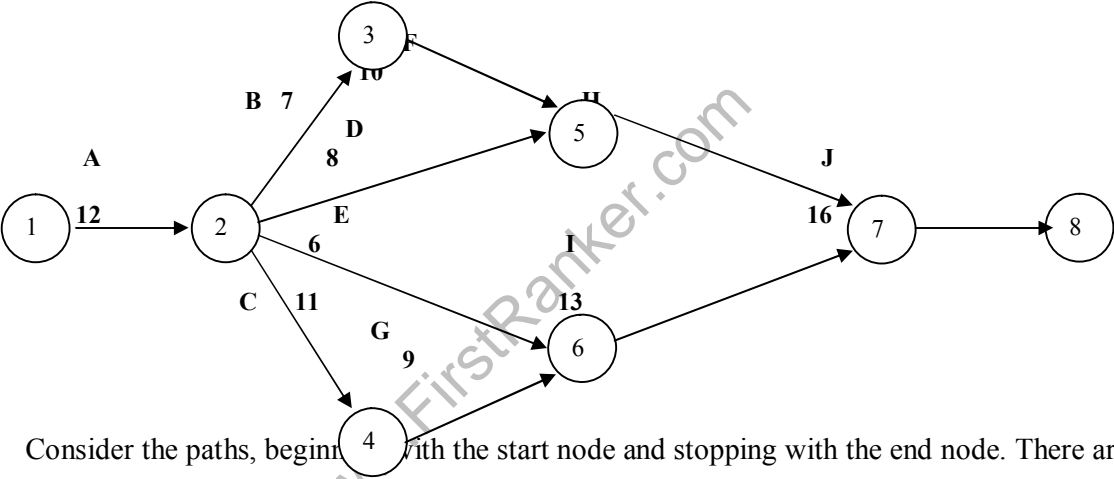 3
F
10
B 7
H
D
5
8
A
J
12
E
16
1
2
7
8
6
I
C 11
13
G
6
9
FirstRanker.com
4
Consider the paths, beginn with the start node and stopping with the end node. There ar